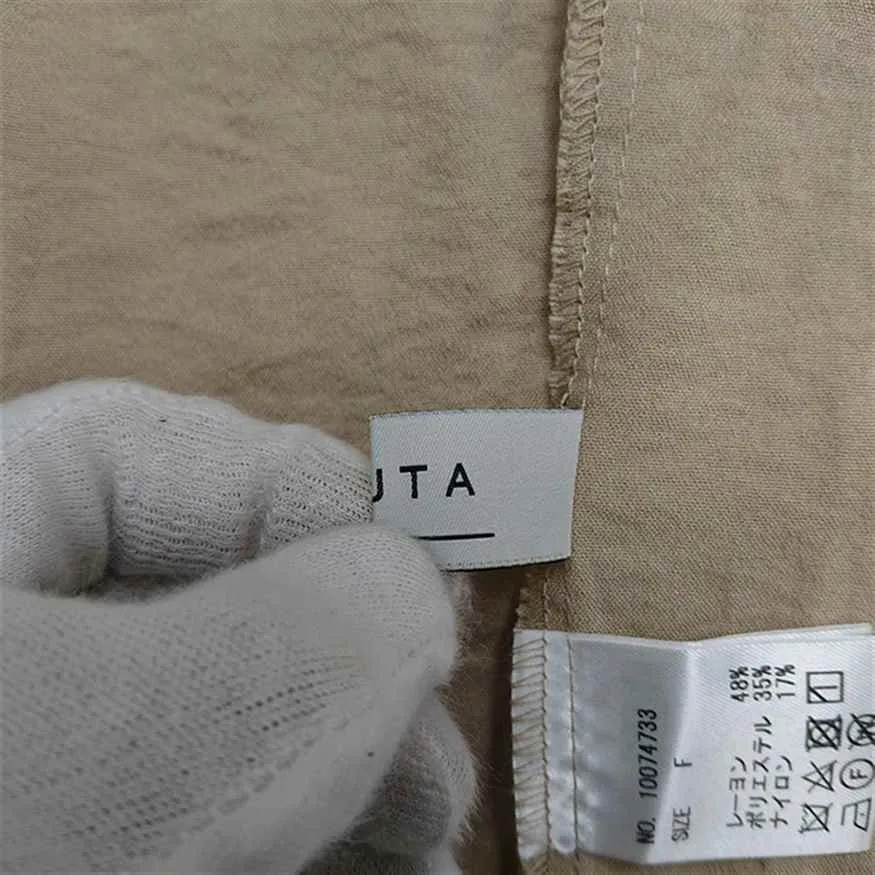 UTA
NO. 10074733
SIZE F
レーヨン 48%
ポリエステル 35%
ナイロン 17%
F